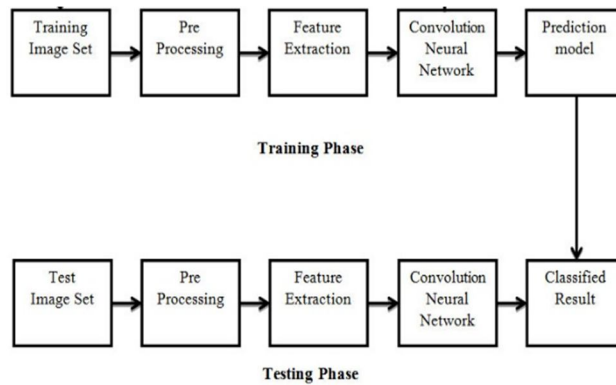 Training
Image Set
Pre
Processing
Feature
Extraction
Convolution
Neural
Network
Prediction
model
Training Phase
Test
Image Set
Pre
Processing
Feature
Extraction
Convolution
Neural
Network
Classified
Result
Testing Phase